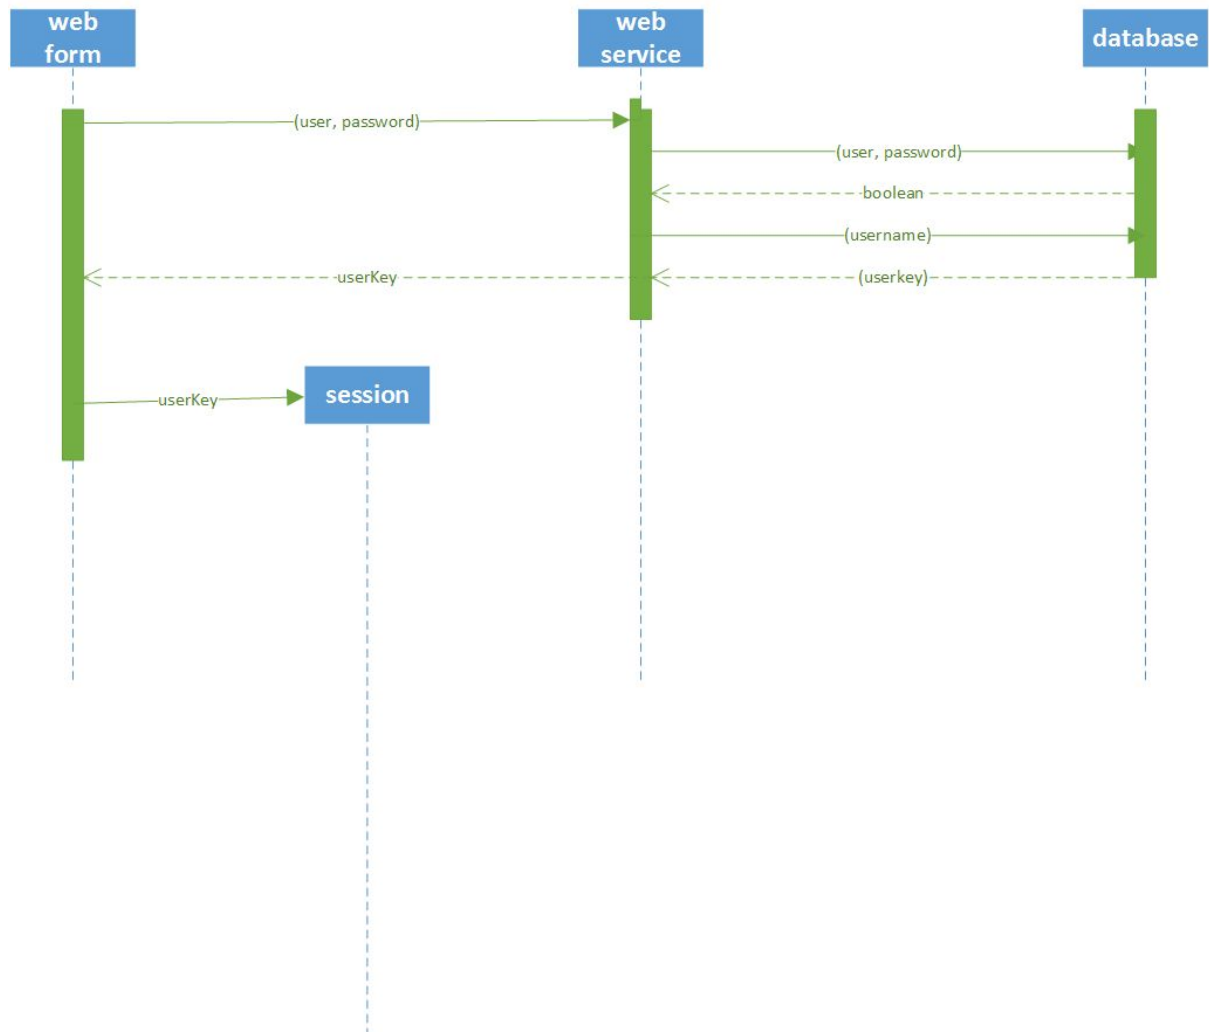 web
form
web
service
database
(user, password)
(user, password)
boolean
(username)
userKey
(userkey)
userKey
session